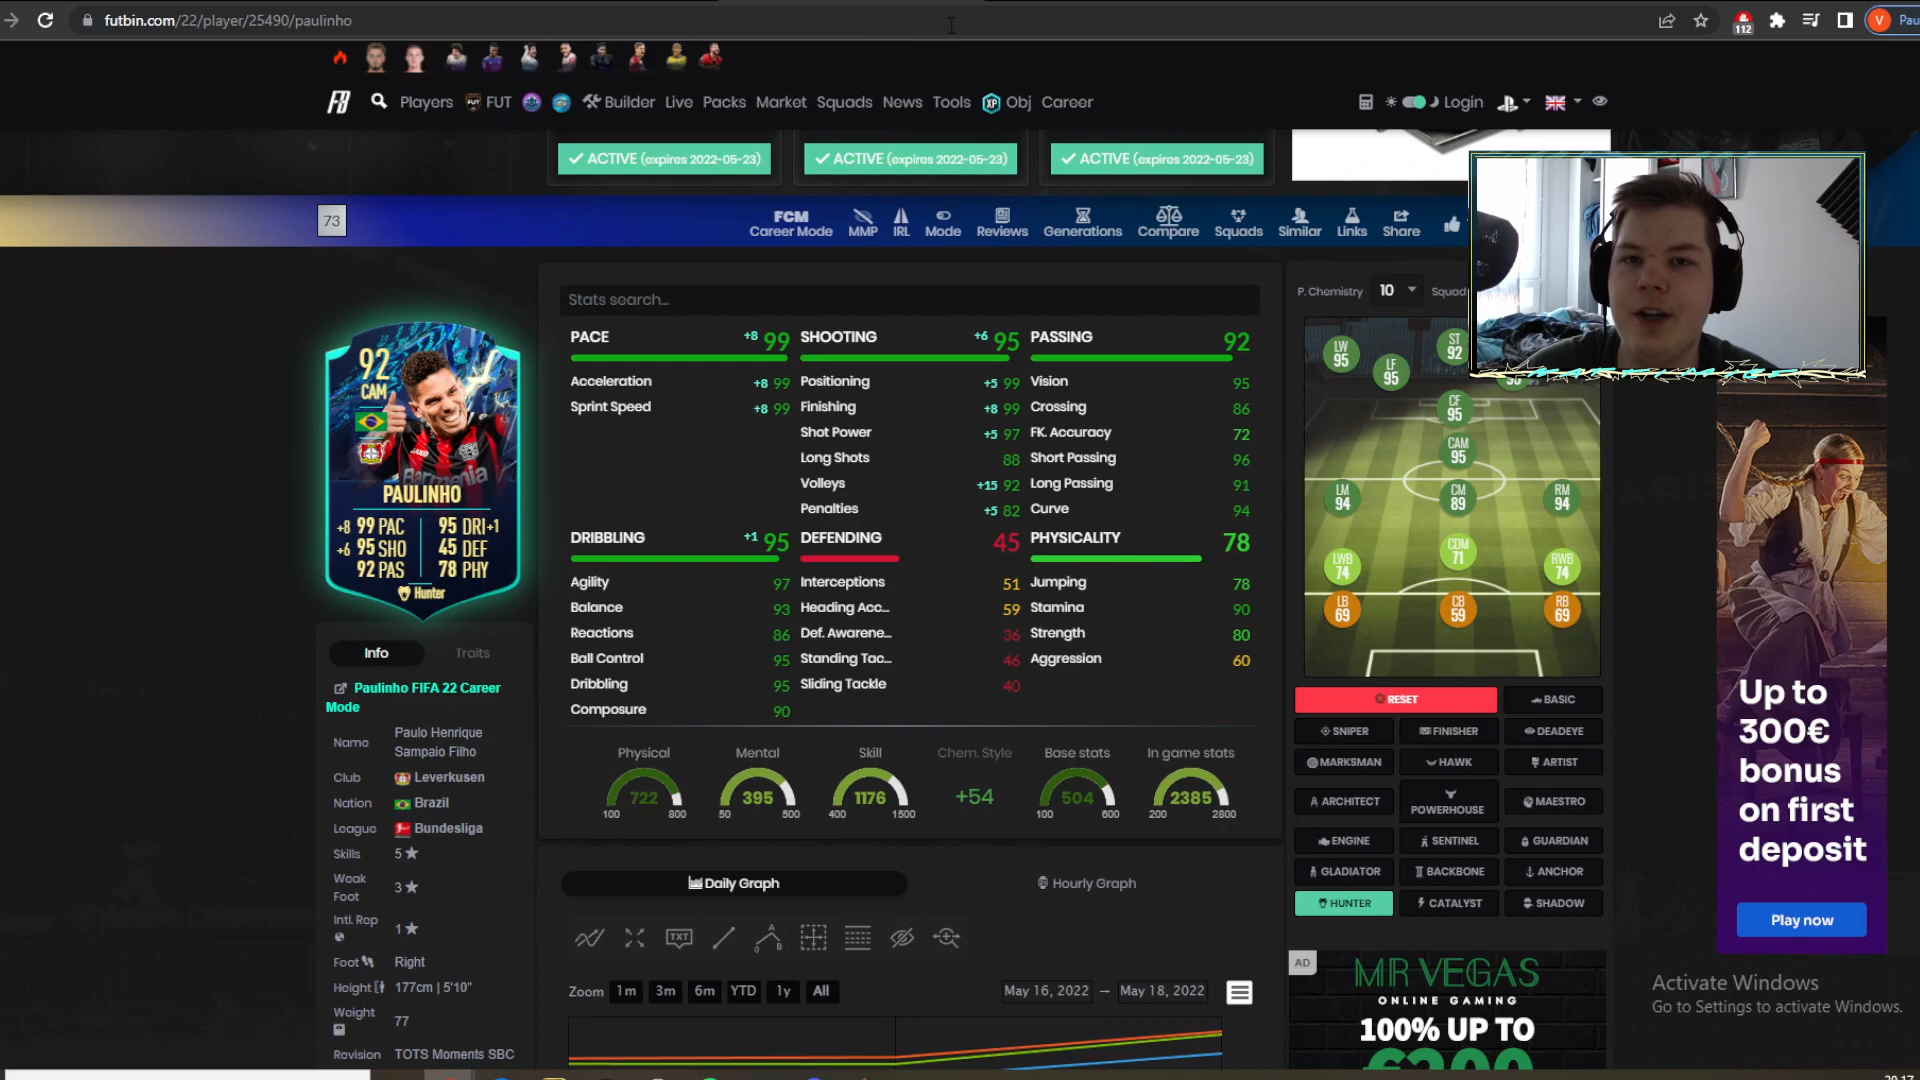 futbin.com/22/player/25490/paulinho
112
V
Pau
FB
Players
FUT
Builder
Live
Packs
Market
Squads
News
Tools
XP Obj
Career
Login
ACTIVE (expires 2022-05-23)
ACTIVE (expires 2022-05-23)
ACTIVE (expires 2022-05-23)
73
FCM
Career Mode
MMP
IRL
Mode
Reviews
Generations
Compare
Squads
Similar
Links
Share
92
CAM
Barmenia
PAULINHO
+8 99 PAC 95 DRI+1
+6 95 SHO 45 DEF
92 PAS 78 PHY
Hunter
Info
Traits
Paulinho FIFA 22 Career
Mode
Name Paulo Henrique
Sampaio Filho
Club Leverkusen
Nation Brazil
League Bundesliga
Skills 5
Weak
Foot 3
Intl. Rep 1
Foot Right
Height 177cm | 5'10"
Weight 77
Revision TOTS Moments SBC
Stats search...
PACE +8 99
Acceleration +8 99
Sprint Speed +8 99
SHOOTING +6 95
Positioning +5 99
Finishing +8 99
Shot Power +5 97
Long Shots 88
Volleys +15 92
Penalties +5 82
PASSING 92
Vision 95
Crossing 86
FK. Accuracy 72
Short Passing 96
Long Passing 91
Curve 94
DRIBBLING +1 95
Agility 97
Balance 93
Reactions 86
Ball Control 95
Dribbling 95
Composure 90
DEFENDING 45
Interceptions 51
Heading Acc... 59
Def. Awarene... 36
Standing Tac... 46
Sliding Tackle 40
PHYSICALITY 78
Jumping 78
Stamina 90
Strength 80
Aggression 60
Physical
722
100 800
Mental
395
50 500
Skill
1176
400 1500
Chem. Style
+54
Base stats
504
100 600
In game stats
2385
200 2800
Daily Graph
Hourly Graph
TXT
Zoom 1m 3m 6m YTD 1y All
May 16, 2022 – May 18, 2022
P. Chemistry 10
LW
95
LF
95
ST
92
CF
95
CAM
95
LM
94
CM
89
RM
94
CDM
71
LWB
74
RWB
74
LB
69
CB
59
RB
69
RESET
BASIC
SNIPER
FINISHER
DEADEYE
MARKSMAN
HAWK
ARTIST
ARCHITECT
POWERHOUSE
MAESTRO
ENGINE
SENTINEL
GUARDIAN
GLADIATOR
BACKBONE
ANCHOR
HUNTER
CATALYST
SHADOW
AD
MR VEGAS
ONLINE GAMING
100% UP TO
Up to
300€
bonus
on first
deposit
Play now
Activate Windows
Go to Settings to activate Windows.